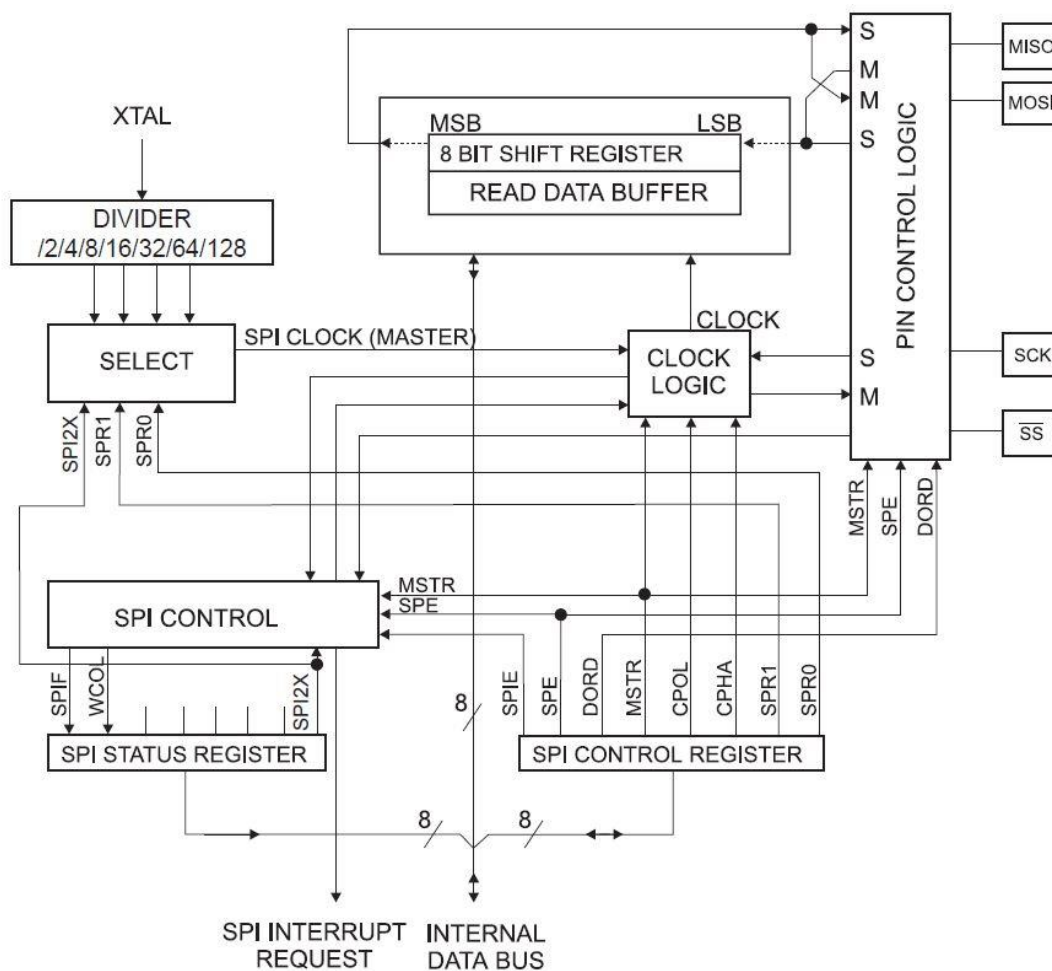 S
MISO
M
M
MOSI
XTAL
MSB
LSB
S
8 BIT SHIFT REGISTER
READ DATA BUFFER
DIVIDER
/2/4/8/16/32/64/128
PIN CONTROL LOGIC
SPI CLOCK (MASTER)
CLOCK
SELECT
CLOCK
LOGIC
S
SCK
M
SPI2X
SPR1
SPR0
SS
MSTR
SPE
DORD
MSTR
SPE
SPI CONTROL
SPIF
WCOL
SPI2X
SPIE
SPE
DORD
MSTR
CPOL
CPHA
SPR1
SPR0
8
SPI STATUS REGISTER
SPI CONTROL REGISTER
8
8
SPI INTERRUPT
REQUEST
INTERNAL
DATA BUS